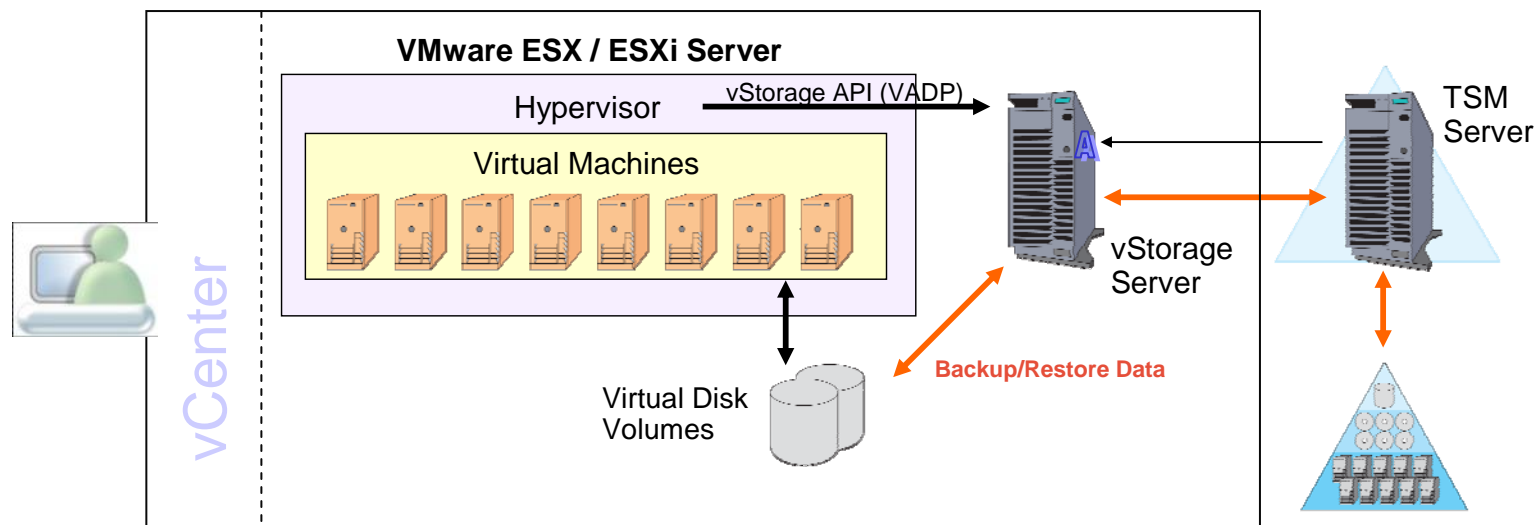 VMware ESX / ESXi Server
Hypervisor
vStorage API (VADP)
Virtual Machines
TSM
Server
A
vStorage
Server
vCenter
Backup/Restore Data
Virtual Disk
Volumes